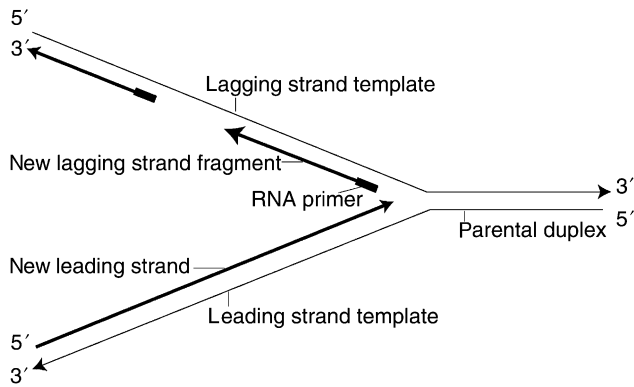 5′
3′
Lagging strand template
New lagging strand fragment
RNA primer
3′
5′
Parental duplex
New leading strand
Leading strand template
5′
3′